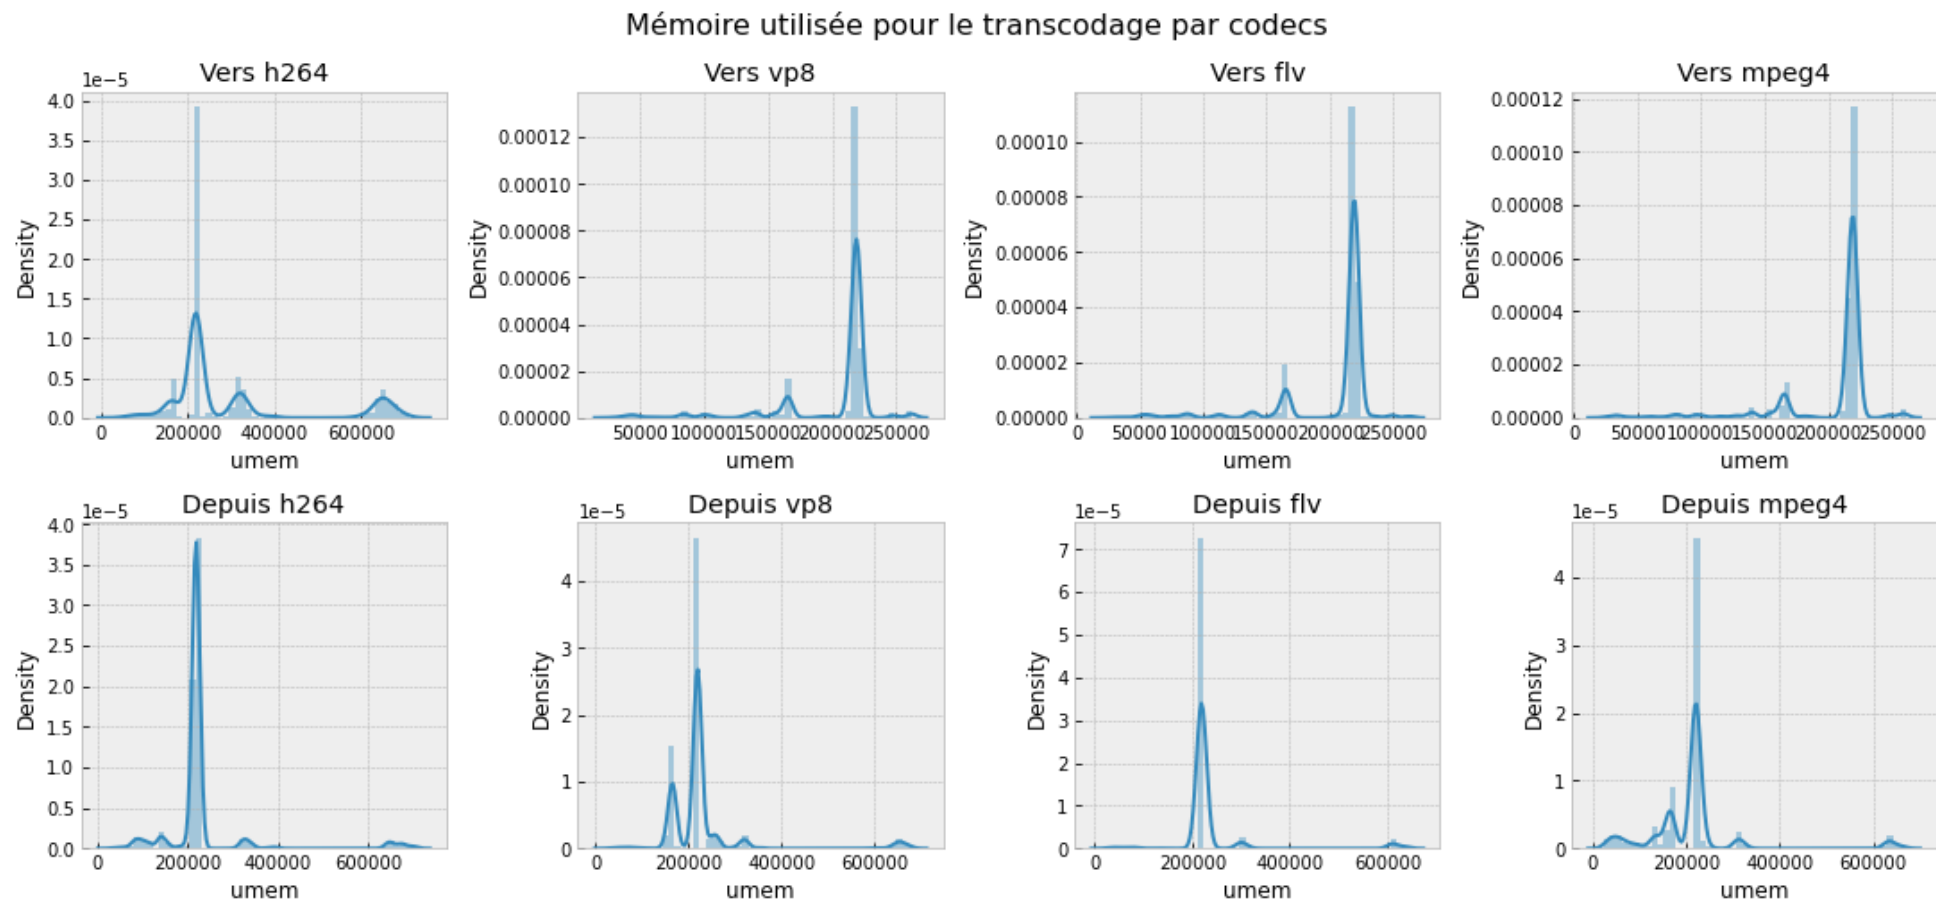 Mémoire utilisée pour le transcodage par codecs
Vers h264
Vers vp8
Vers flv
Vers mpeg4
1e−5
4.0
3.5
3.0
2.5
2.0
1.5
1.0
0.5
0.0
Density
0 200000 400000 600000
umem
0.00012
0.00010
0.00008
0.00006
0.00004
0.00002
0.00000
Density
50000 100000 150000 200000 250000
umem
0.00010
0.00008
0.00006
0.00004
0.00002
0.00000
Density
0 50000 100000 150000 200000 250000
umem
0.00012
0.00010
0.00008
0.00006
0.00004
0.00002
0.00000
Density
0 50000 100000 150000 200000 250000
umem
Depuis h264
Depuis vp8
Depuis flv
Depuis mpeg4
1e−5
4.0
3.5
3.0
2.5
2.0
1.5
1.0
0.5
0.0
Density
0 200000 400000 600000
umem
1e−5
4
3
2
1
0
Density
0 200000 400000 600000
umem
1e−5
7
6
5
4
3
2
1
0
Density
0 200000 400000 600000
umem
1e−5
4
3
2
1
0
Density
0 200000 400000 600000
umem